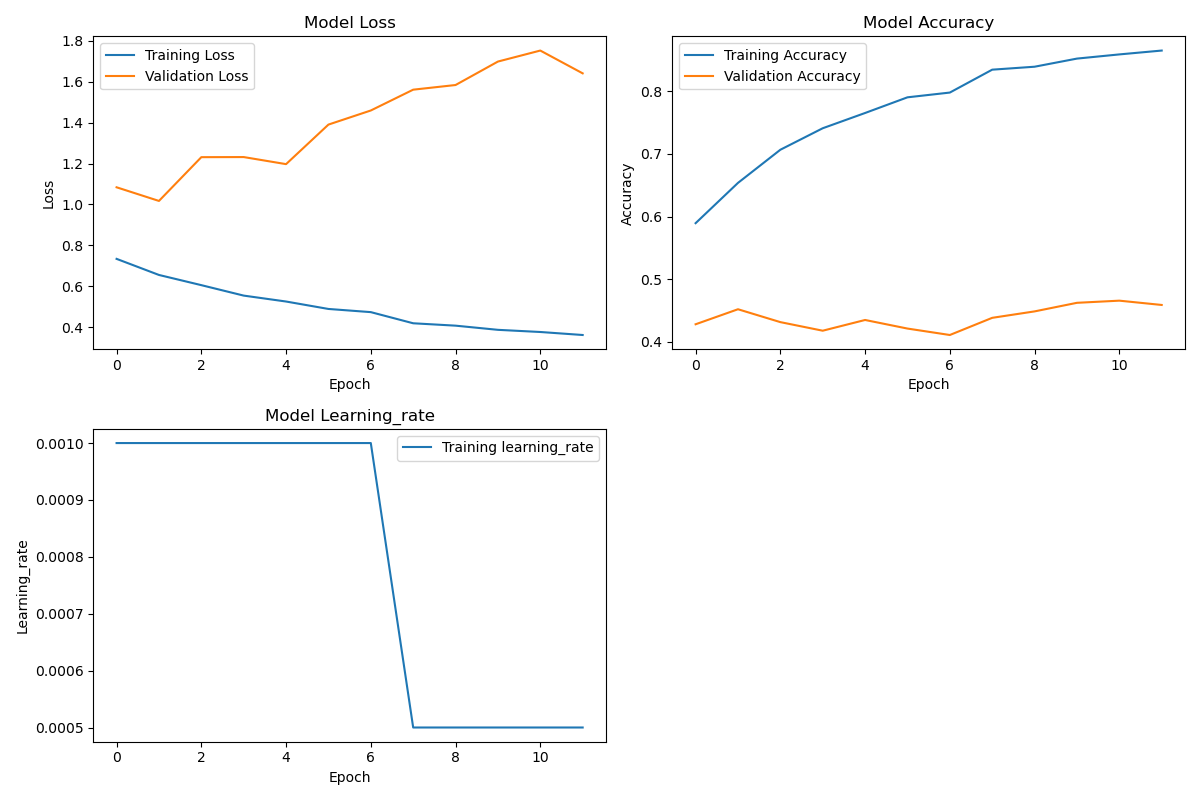 Model Loss
Training Loss
Validation Loss
1.8
1.6
1.4
1.2
1.0
0.8
0.6
0.4
Loss
0 2 4 6 8 10
Epoch
Model Accuracy
Training Accuracy
Validation Accuracy
0.8
0.7
0.6
0.5
0.4
Accuracy
0 2 4 6 8 10
Epoch
Model Learning_rate
Training learning_rate
0.0010
0.0009
0.0008
0.0007
0.0006
0.0005
Learning_rate
0 2 4 6 8 10
Epoch